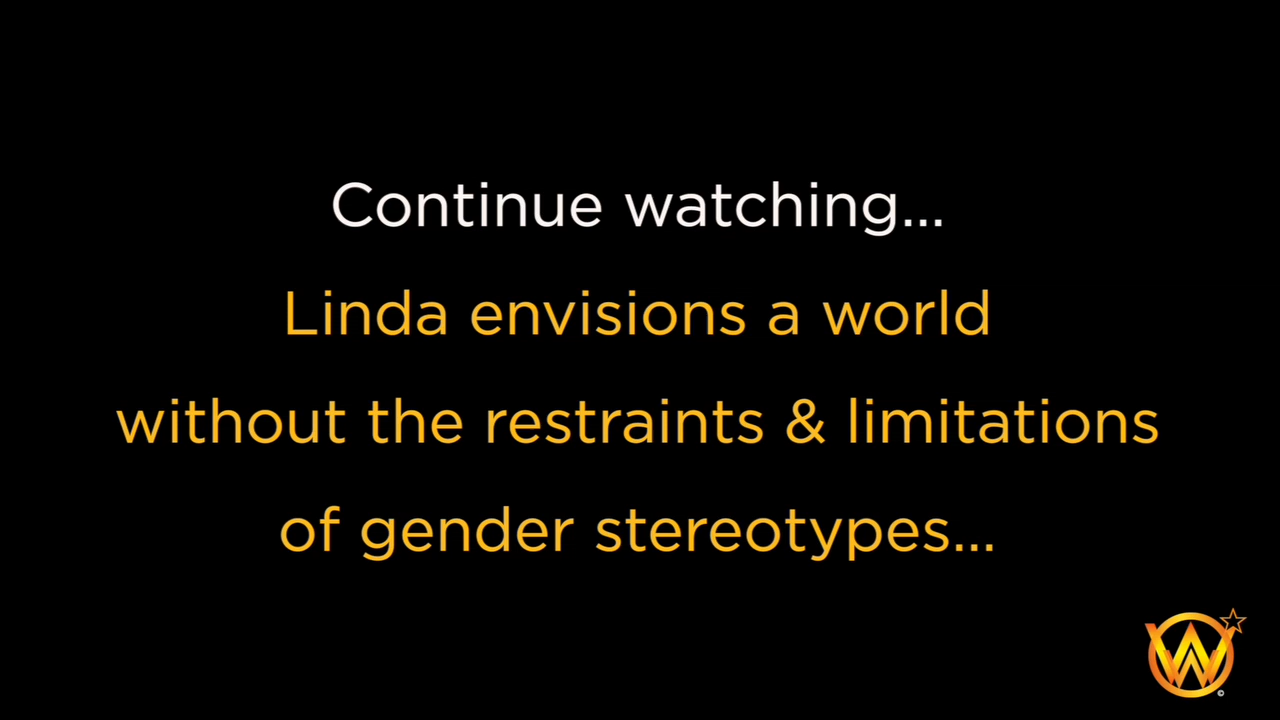 Continue watching...
Linda envisions a world
without the restraints & limitations
of gender stereotypes...
W
©